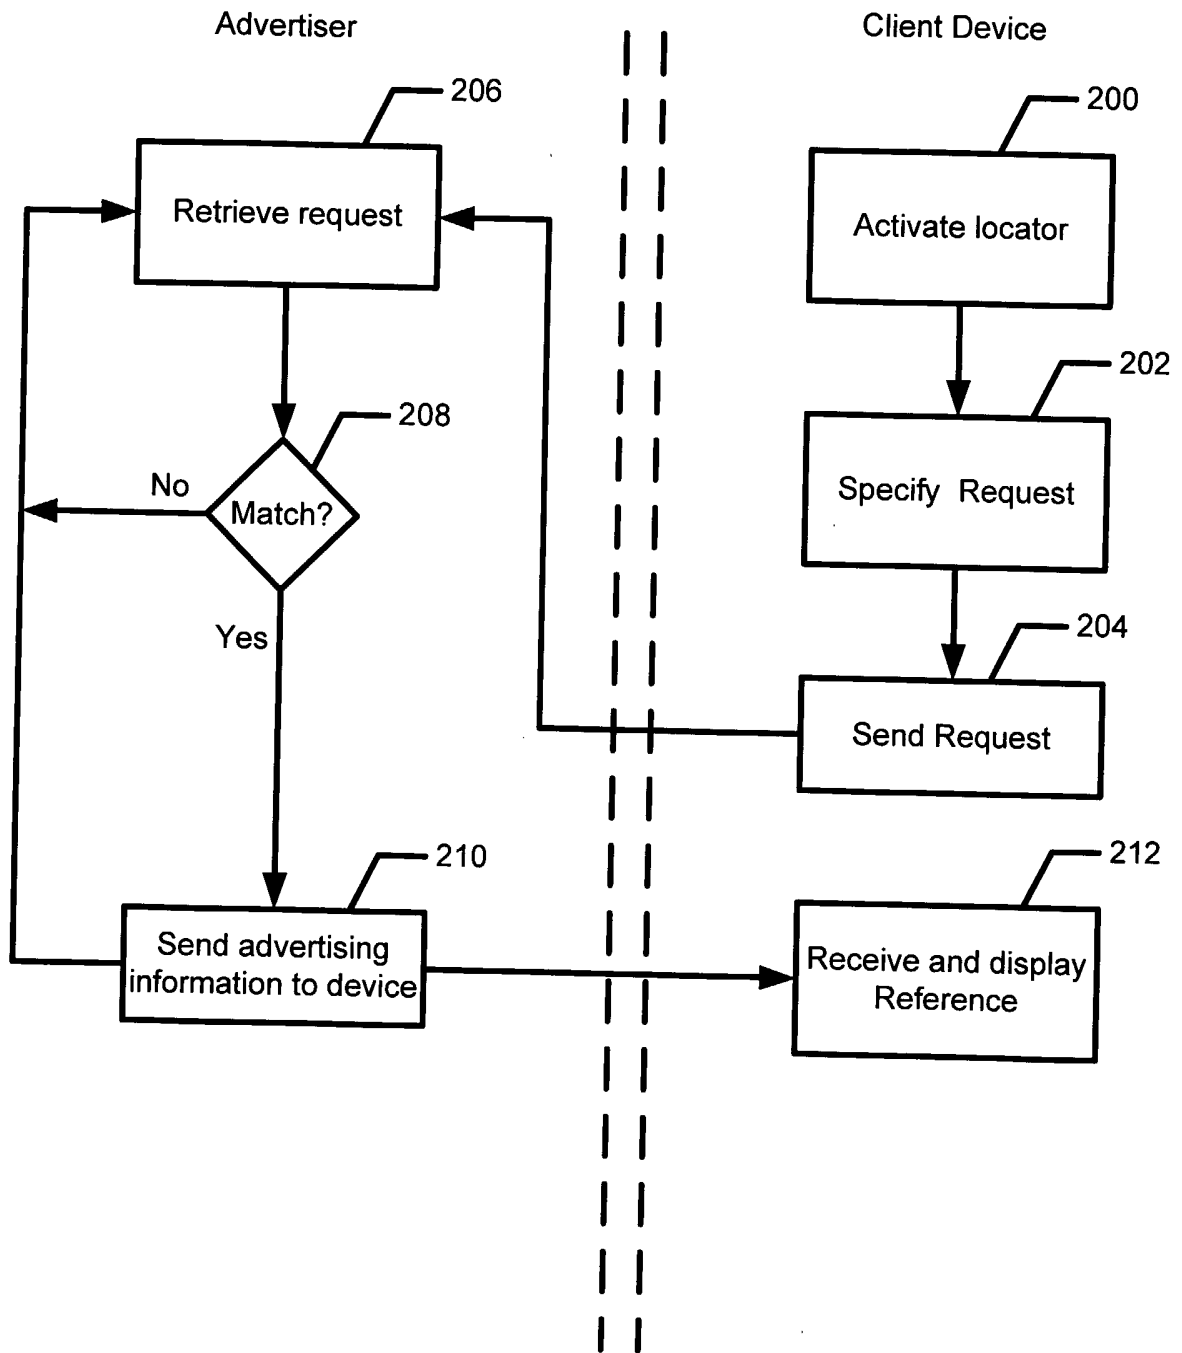 Advertiser
Client Device
206
200
Retrieve request
Activate locator
202
208
No
Match?
Specify Request
Yes
204
Send Request
210
212
Send advertising
information to device
Receive and display
Reference